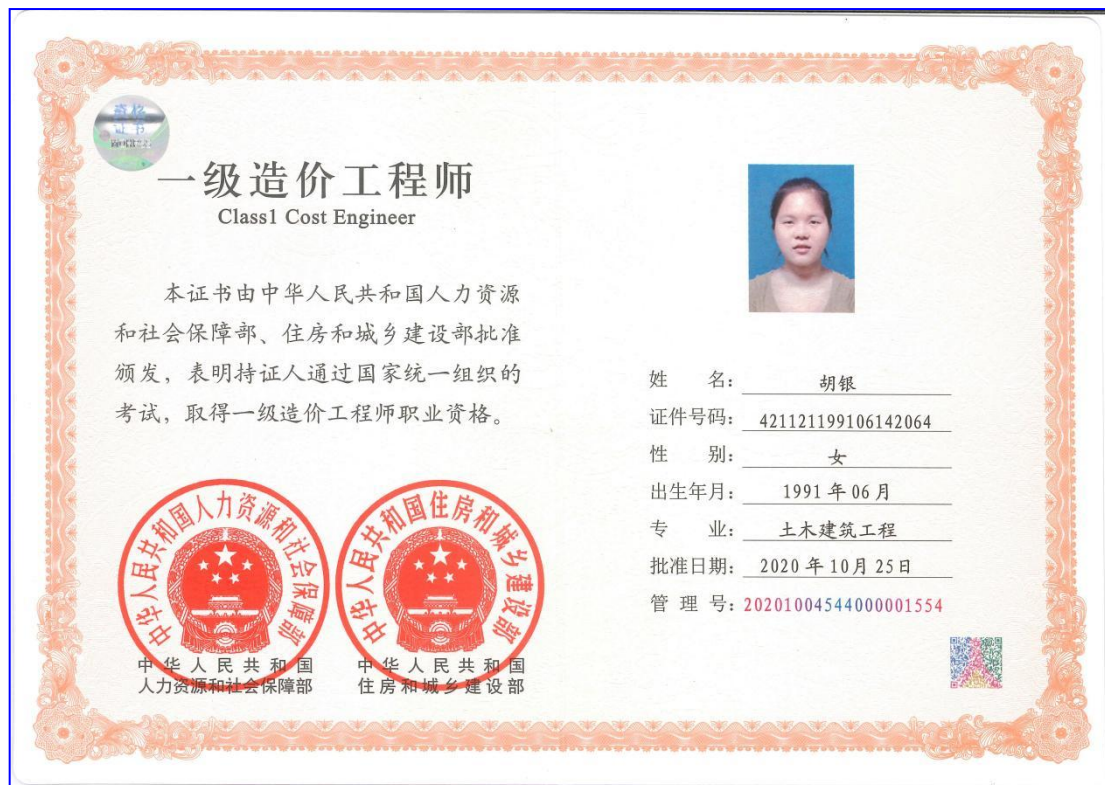 资格
证书
一级造价工程师
Class1 Cost Engineer
本证书由中华人民共和国人力资源
和社会保障部、住房和城乡建设部批准
颁发，表明持证人通过国家统一组织的
考试，取得一级造价工程师职业资格。
中华人民共和国人力资源和社会保障部
中华人民共和国
人力资源和社会保障部
中华人民共和国住房和城乡建设部
中华人民共和国
住房和城乡建设部
姓 名： 胡银
证件号码： 421121199106142064
性 别： 女
出生年月： 1991年06月
专 业： 土木建筑工程
批准日期： 2020年10月25日
管 理 号： 20201004544000001554